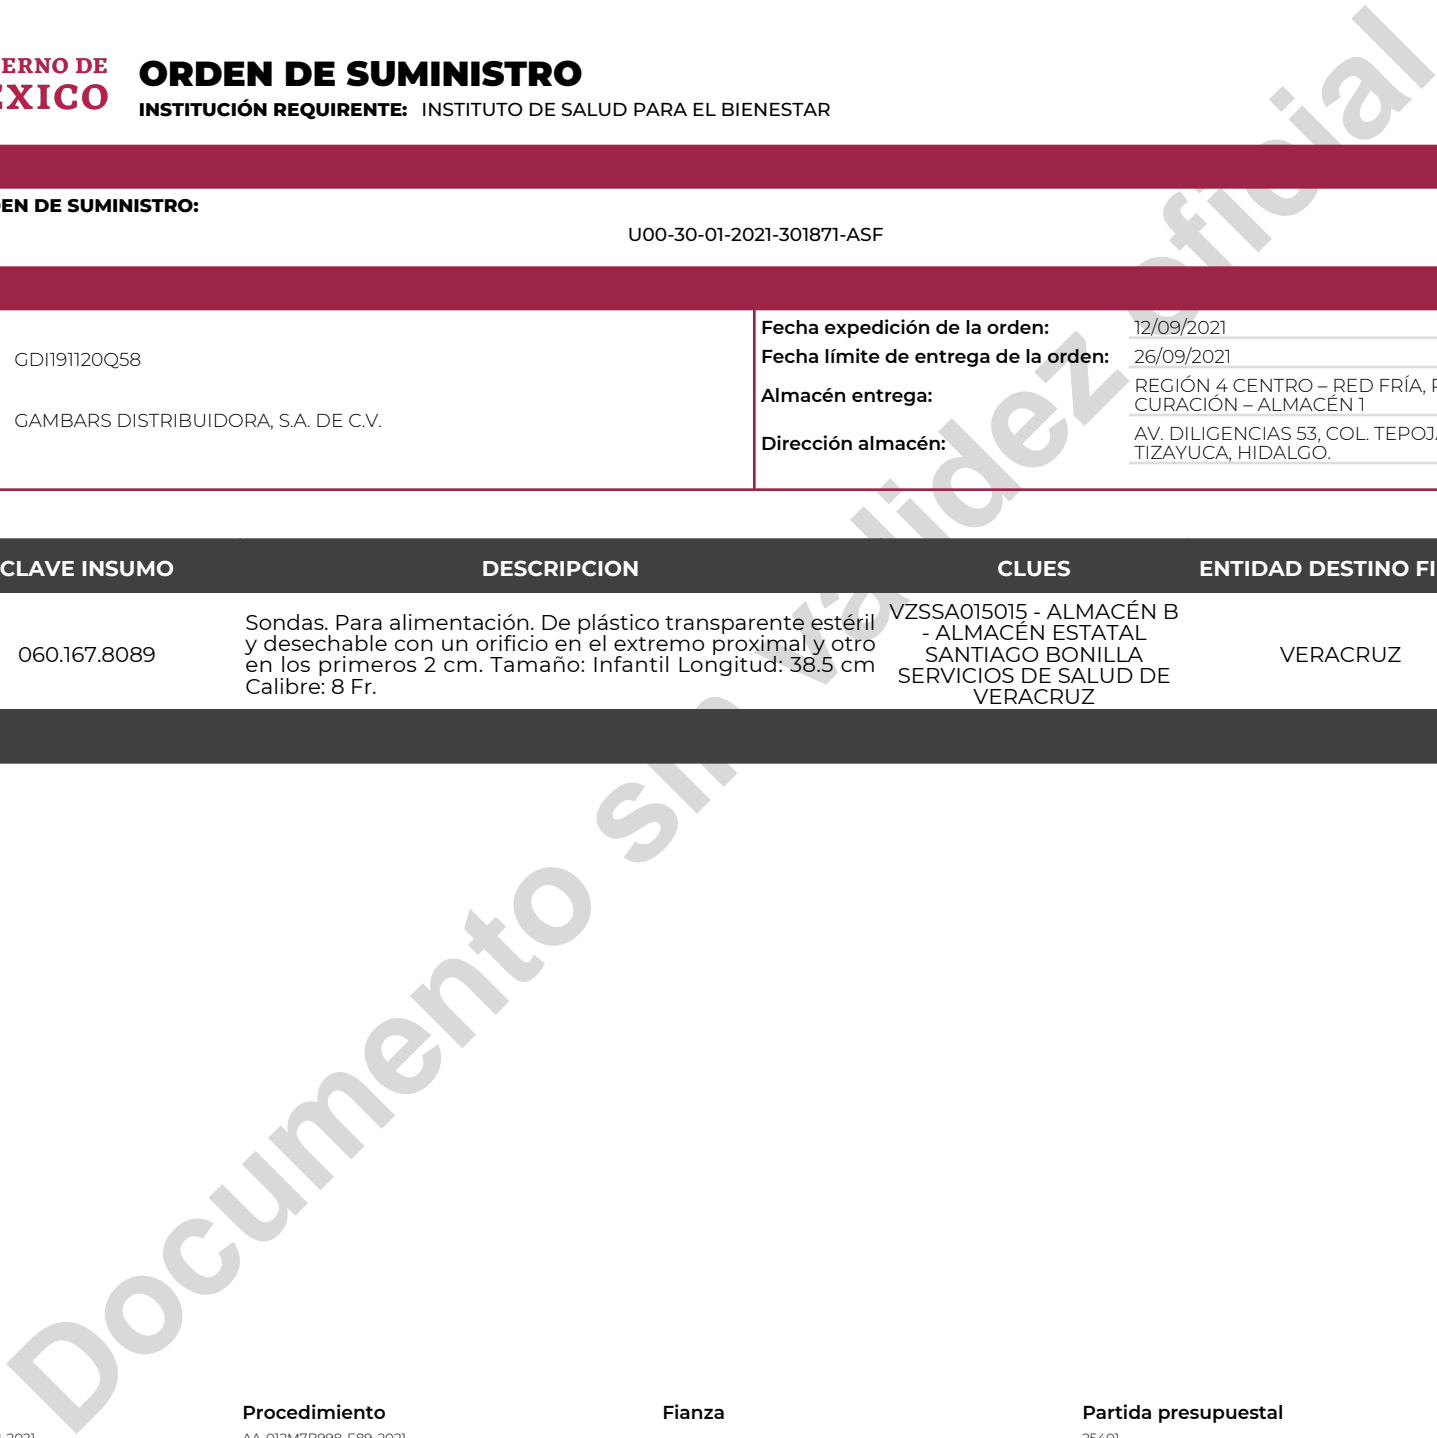 ERNO DE
ÉXICO
ORDEN DE SUMINISTRO
INSTITUCIÓN REQUIRENTE: INSTITUTO DE SALUD PARA EL BIENESTAR
EN DE SUMINISTRO:
U00-30-01-2021-301871-ASF
GDI191120Q58
GAMBARS DISTRIBUIDORA, S.A. DE C.V.
Fecha expedición de la orden: 12/09/2021
Fecha límite de entrega de la orden: 26/09/2021
Almacén entrega: REGIÓN 4 CENTRO – RED FRÍA,
CURACIÓN – ALMACÉN 1
Dirección almacén: AV. DILIGENCIAS 53, COL. TEPOJA
TIZAYUCA, HIDALGO.
CLAVE INSUMO DESCRIPCION CLUES ENTIDAD DESTINO FI
060.167.8089
Sondas. Para alimentación. De plástico transparente estéril
y desechable con un orificio en el extremo proximal y otro
en los primeros 2 cm. Tamaño: Infantil Longitud: 38.5 cm
Calibre: 8 Fr.
VZSSA015015 - ALMACÉN B
- ALMACÉN ESTATAL
SANTIAGO BONILLA
SERVICIOS DE SALUD DE
VERACRUZ
VERACRUZ
Documento sin validez oficial
Procedimiento Fianza Partida presupuestal